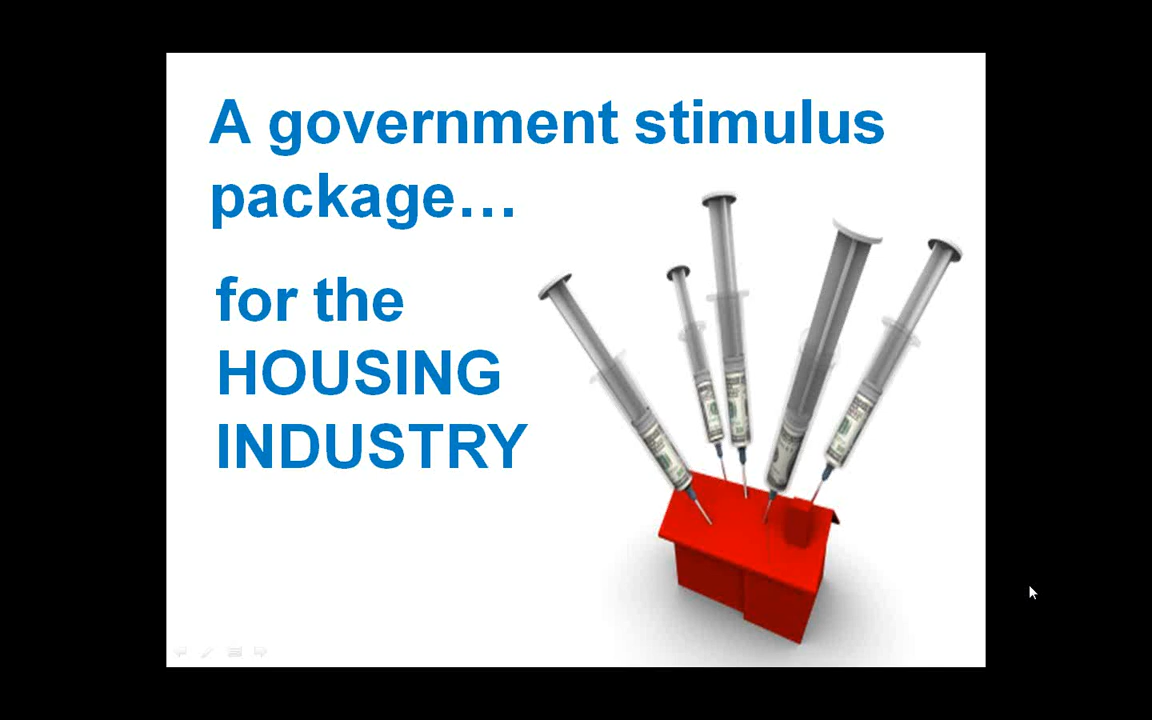 A government stimulus
package…
for the
HOUSING
INDUSTRY